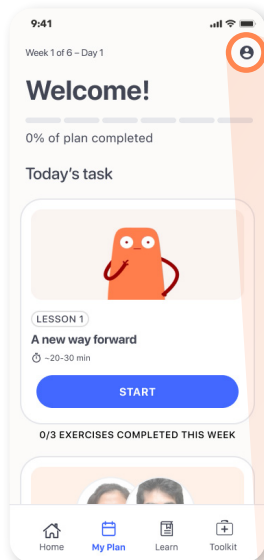 9:41
Week 1 of 6 – Day 1
Welcome!
0% of plan completed
Today's task
LESSON 1
A new way forward
~20-30 min
START
0/3 EXERCISES COMPLETED THIS WEEK
Home My Plan Learn Toolkit